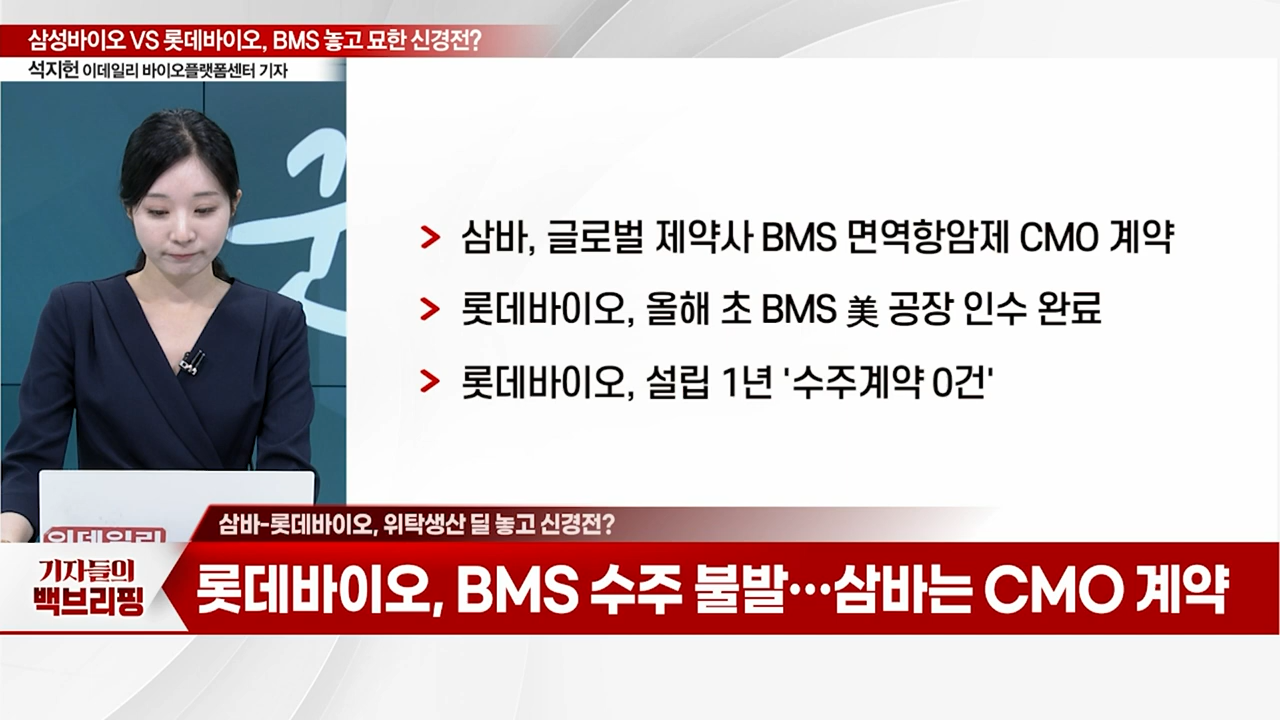 삼성바이오 VS 롯데바이오, BMS 놓고 묘한 신경전?
석지헌 이데일리 바이오플랫폼센터 기자
> 삼바, 글로벌 제약사 BMS 면역항암제 CMO 계약
> 롯데바이오, 올해 초 BMS 美 공장 인수 완료
> 롯데바이오, 설립 1년 '수주계약 0건'
이데일리
삼바-롯데바이오, 위탁생산 딜 놓고 신경전?
기자들의
백브리핑
롯데바이오, BMS 수주 불발…삼바는 CMO 계약